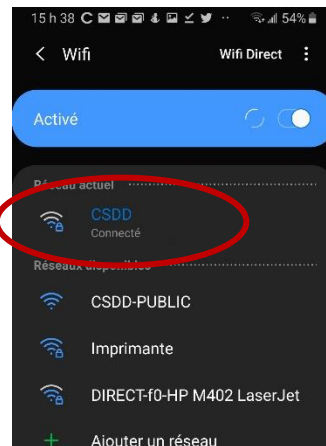 15 h 38 54%
Wifi Wifi Direct
Activé
Réseau actuel
CSDD
Connecté
Réseaux disponibles
CSDD-PUBLIC
Imprimante
DIRECT-f0-HP M402 LaserJet
Ajouter un réseau